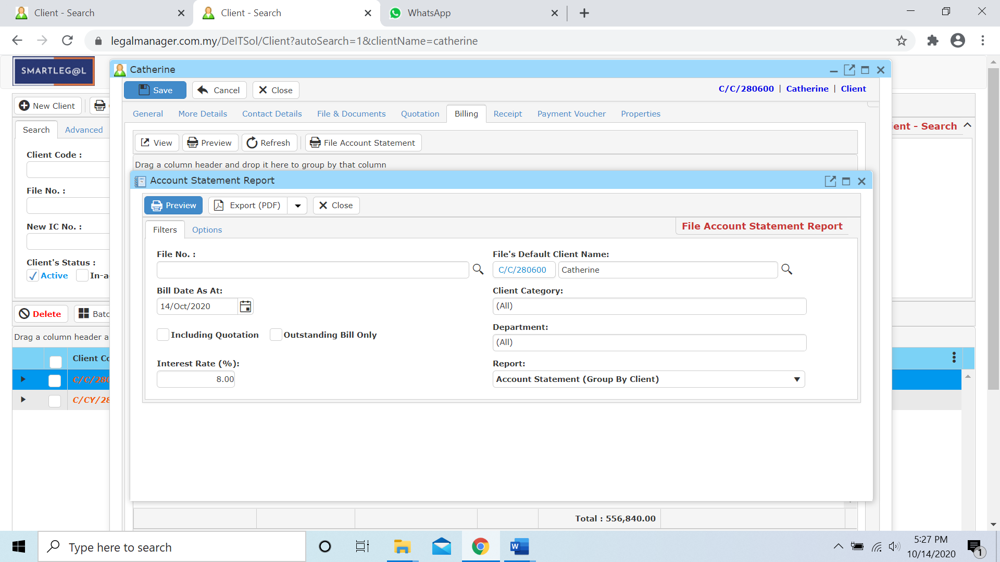 Client - Search
Client - Search
WhatsApp
legalmanager.com.my/DeITSol/Client?autoSearch=1&clientName=catherine
SMARTLEG@L
Catherine
Save Cancel Close
C/C/280600 | Catherine | Client
New Client
General More Details Contact Details File & Documents Quotation Billing Receipt Payment Voucher Properties
Search Advanced
ient - Search
View Preview Refresh File Account Statement
Client Code :
Drag a column header and drop it here to group by that column
Account Statement Report
File No. :
Preview Export (PDF) Close
New IC No. :
Filters Options
File Account Statement Report
File No. :
File's Default Client Name:
Client's Status :
C/C/280600 Catherine
Active In-a
Bill Date As At:
Client Category:
14/Oct/2020
(All)
Delete Batc
Department:
Including Quotation Outstanding Bill Only
Drag a column header a
(All)
Client Co
Interest Rate (%):
Report:
8.00
Account Statement (Group By Client)
C/C/280
C/CY/28
Total : 556,840.00
Type here to search
W
5:27 PM
10/14/2020
1